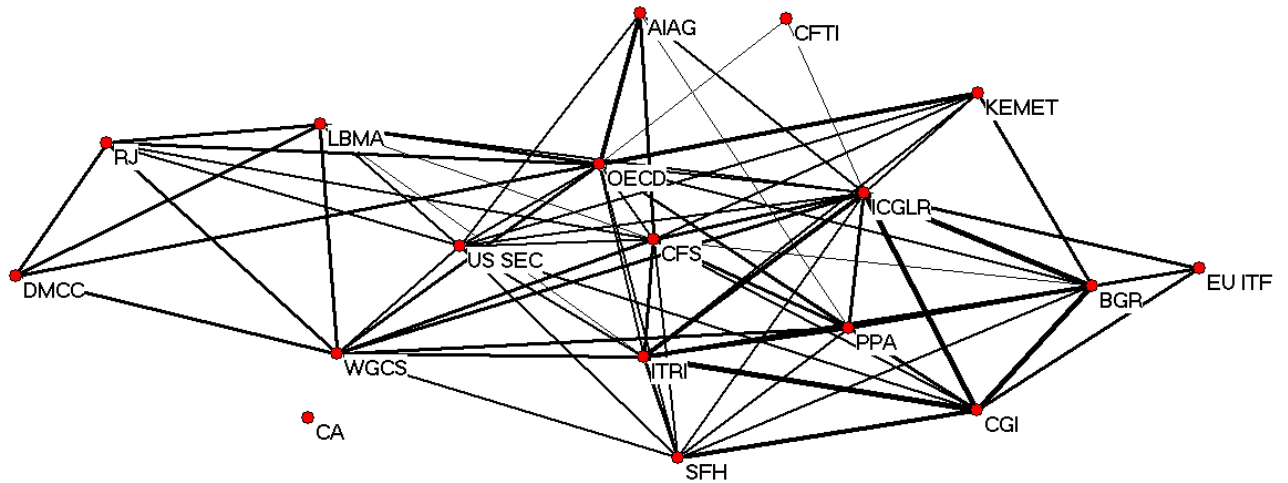 AIAG
CFTI
KEMET
LBMA
RJ
OECD
ICGLR
US SEC
CFS
EU ITF
DMCC
BGR
PPA
WGCS
ITRI
CGI
CA
SFH